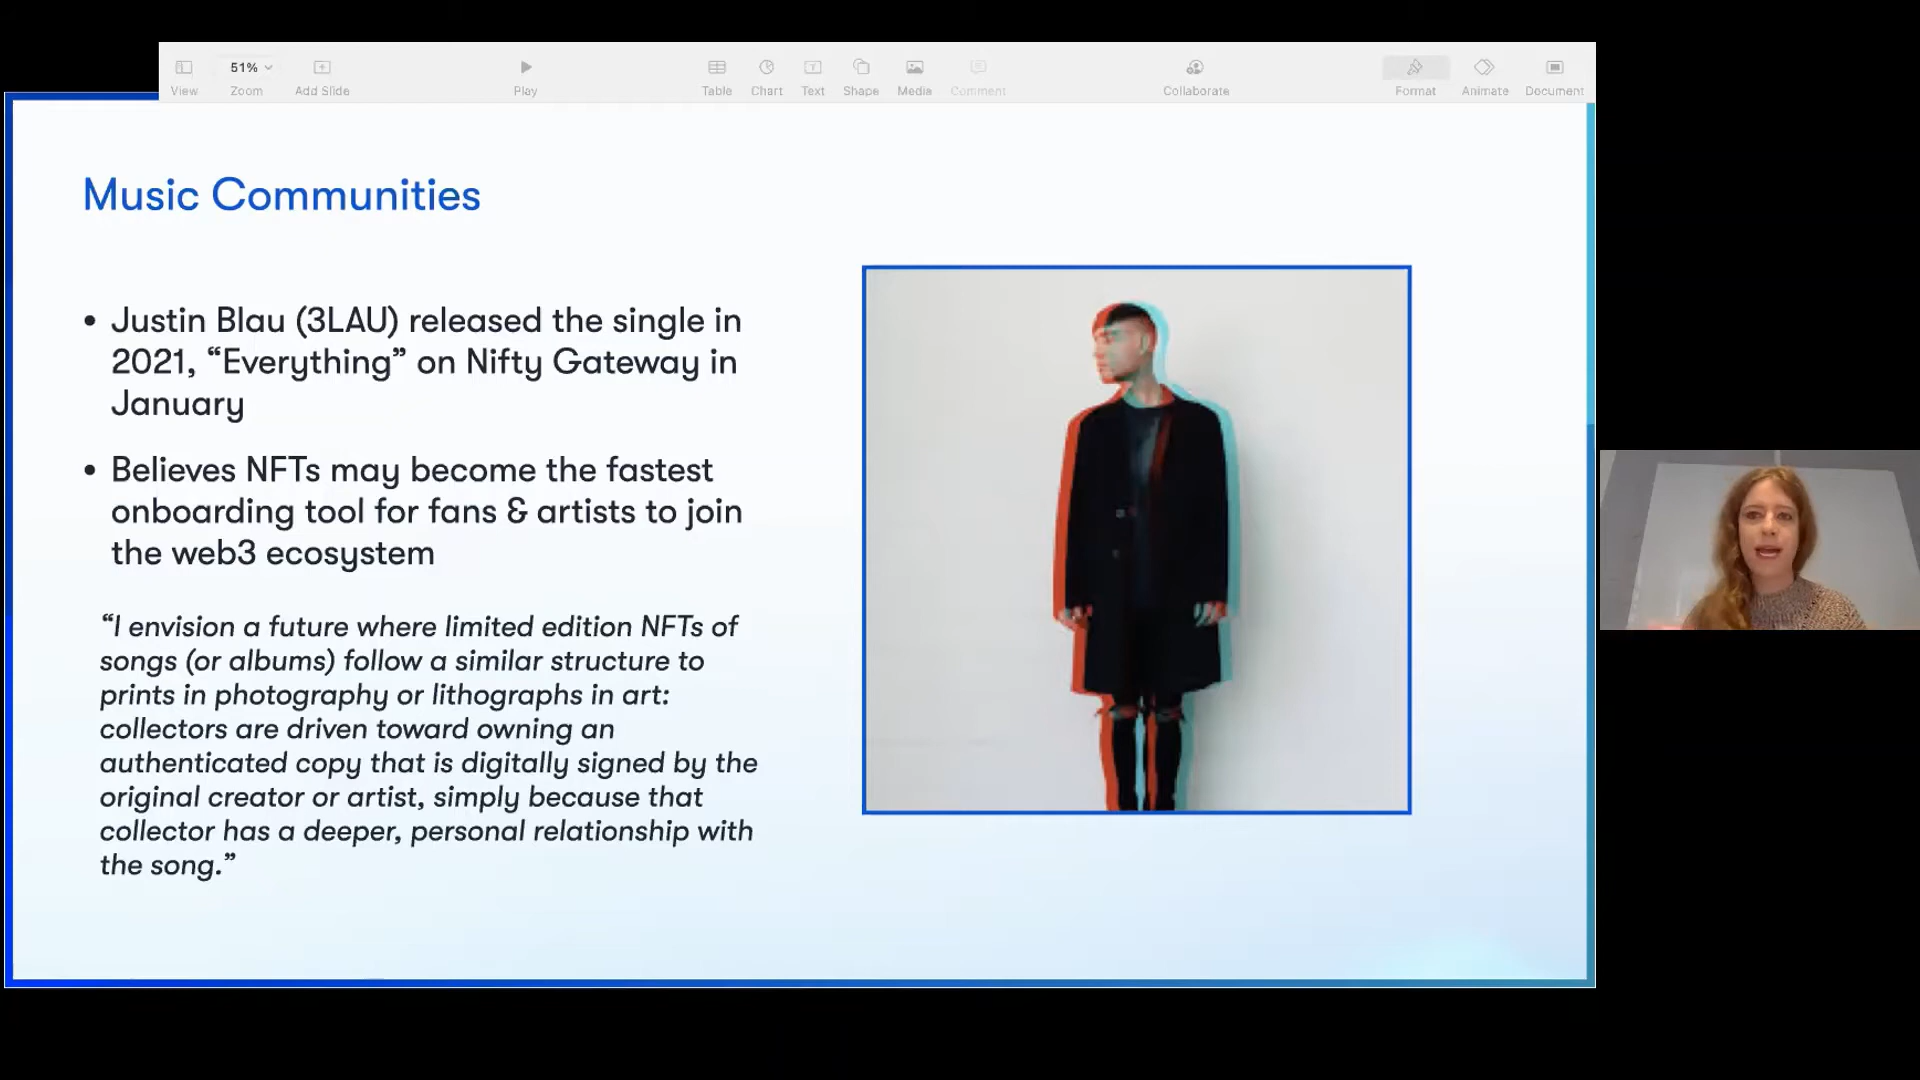 51%
View Zoom Add Slide Play Table Chart Text Shape Media Comment Collaborate Format Animate Document
Music Communities
• Justin Blau (3LAU) released the single in
2021, “Everything” on Nifty Gateway in
January
• Believes NFTs may become the fastest
onboarding tool for fans & artists to join
the web3 ecosystem
“I envision a future where limited edition NFTs of
songs (or albums) follow a similar structure to
prints in photography or lithographs in art:
collectors are driven toward owning an
authenticated copy that is digitally signed by the
original creator or artist, simply because that
collector has a deeper, personal relationship with
the song.”